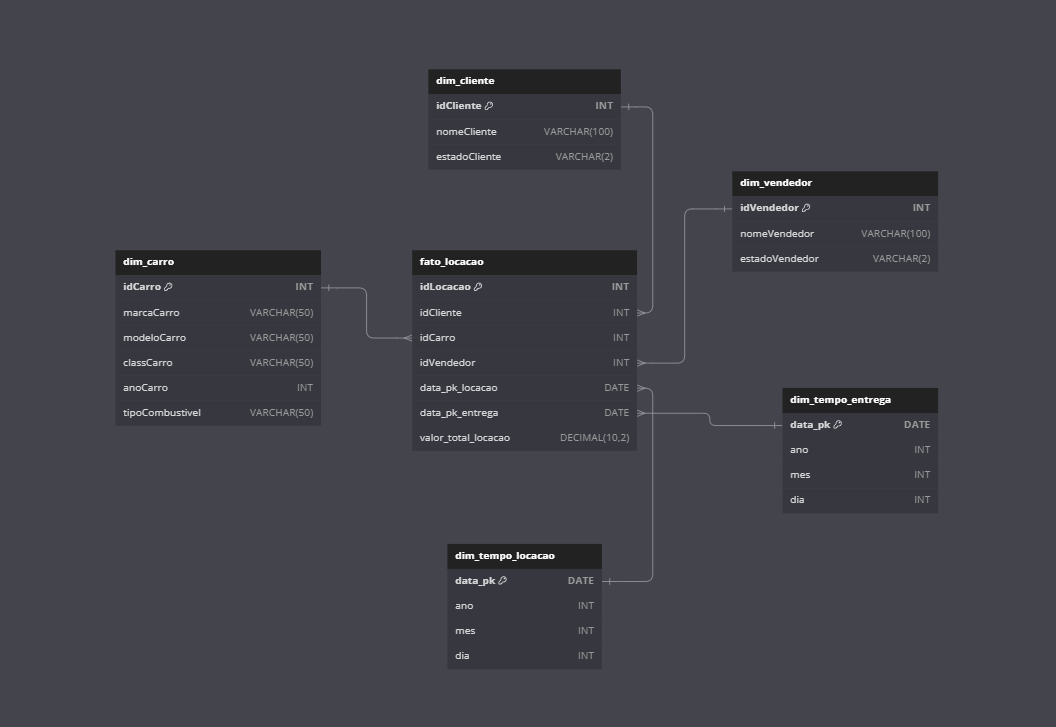 dim_cliente
idCliente INT
nomeCliente VARCHAR(100)
estadoCliente VARCHAR(2)
dim_vendedor
idVendedor INT
nomeVendedor VARCHAR(100)
estadoVendedor VARCHAR(2)
dim_carro
idCarro INT
marcaCarro VARCHAR(50)
modeloCarro VARCHAR(50)
classCarro VARCHAR(50)
anoCarro INT
tipoCombustivel VARCHAR(50)
fato_locacao
idLocacao INT
idCliente INT
idCarro INT
idVendedor INT
data_pk_locacao DATE
data_pk_entrega DATE
valor_total_locacao DECIMAL(10,2)
dim_tempo_entrega
data_pk DATE
ano INT
mes INT
dia INT
dim_tempo_locacao
data_pk DATE
ano INT
mes INT
dia INT